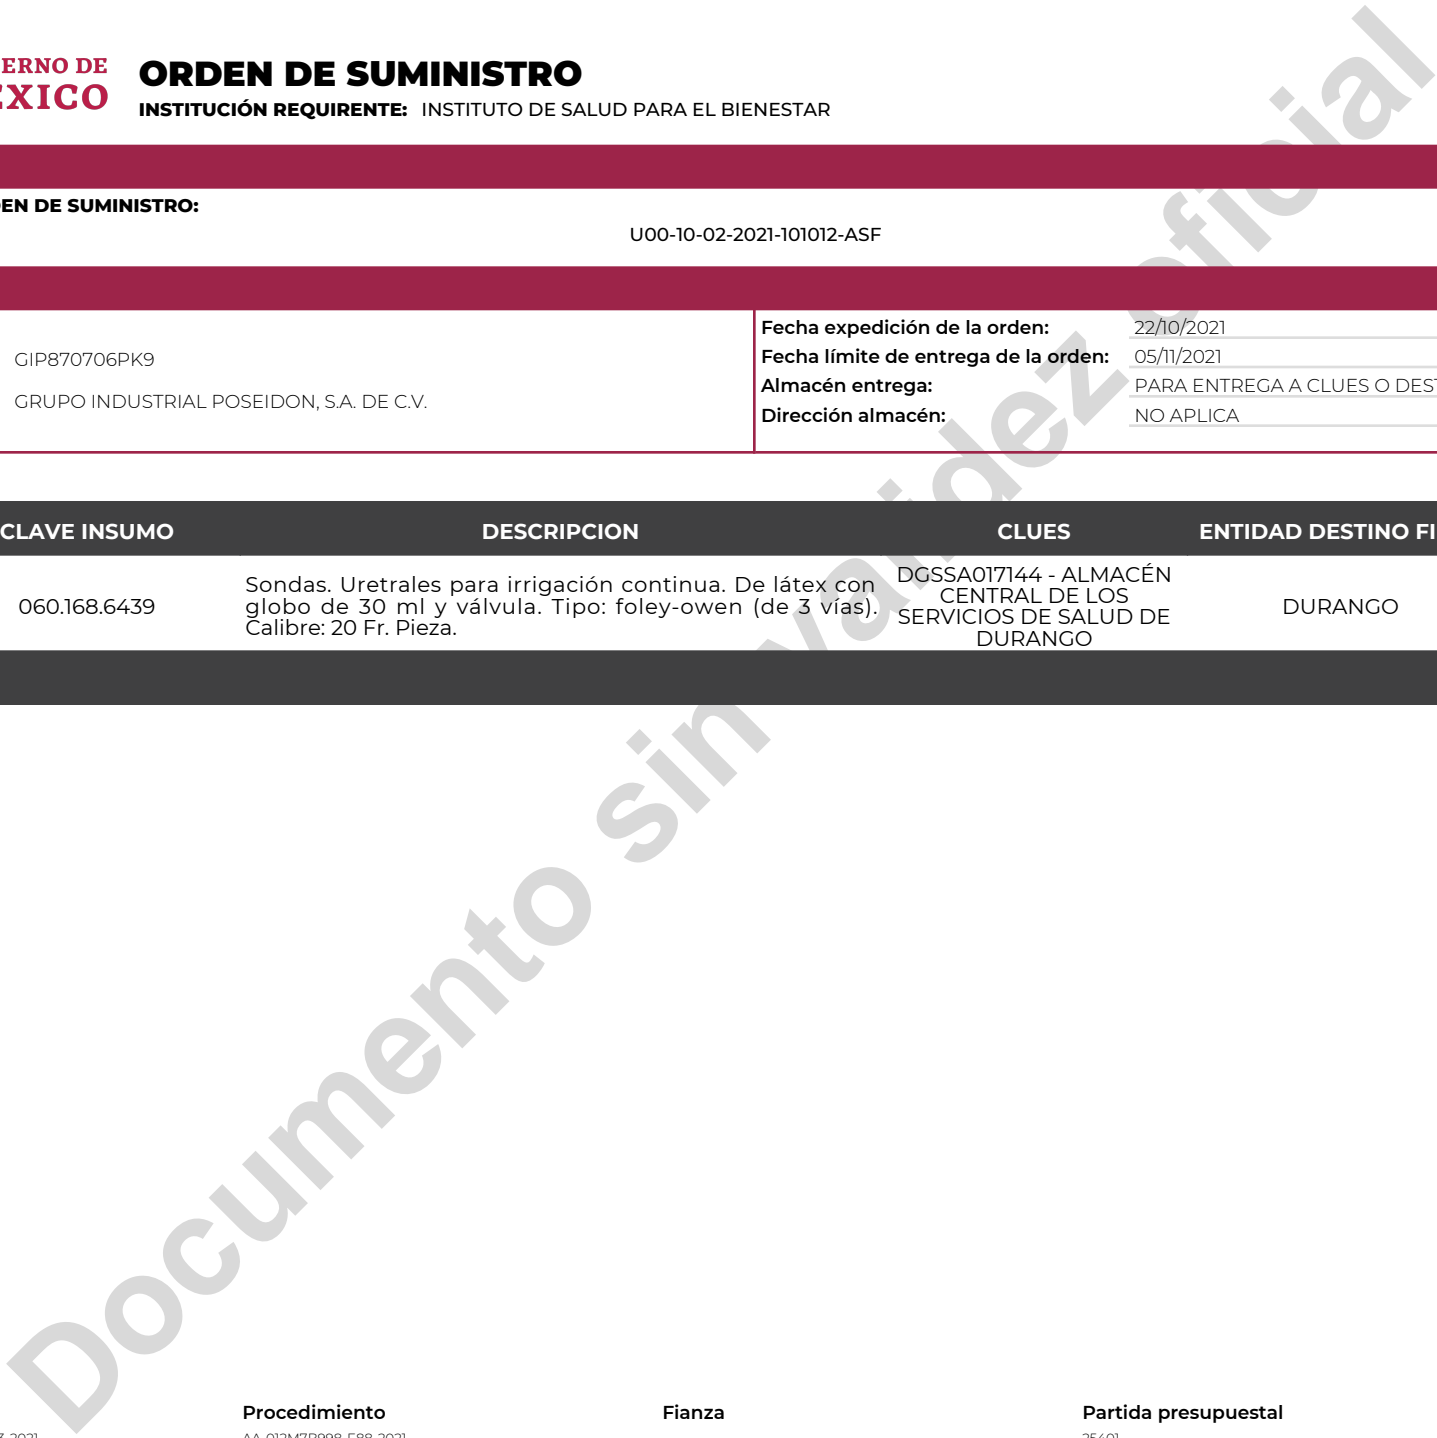 ERNO DE
ÉXICO
ORDEN DE SUMINISTRO
INSTITUCIÓN REQUIRENTE: INSTITUTO DE SALUD PARA EL BIENESTAR
EN DE SUMINISTRO:
U00-10-02-2021-101012-ASF
GIP870706PK9
GRUPO INDUSTRIAL POSEIDON, S.A. DE C.V.
Fecha expedición de la orden: 22/10/2021
Fecha límite de entrega de la orden: 05/11/2021
Almacén entrega: PARA ENTREGA A CLUES O DEST
Dirección almacén: NO APLICA
CLAVE INSUMO DESCRIPCION CLUES ENTIDAD DESTINO FI
060.168.6439
Sondas. Uretrales para irrigación continua. De látex con
globo de 30 ml y válvula. Tipo: foley-owen (de 3 vías).
Calibre: 20 Fr. Pieza.
DGSSA017144 - ALMACÉN
CENTRAL DE LOS
SERVICIOS DE SALUD DE
DURANGO
DURANGO
Documento sin validez oficial
Procedimiento Fianza Partida presupuestal